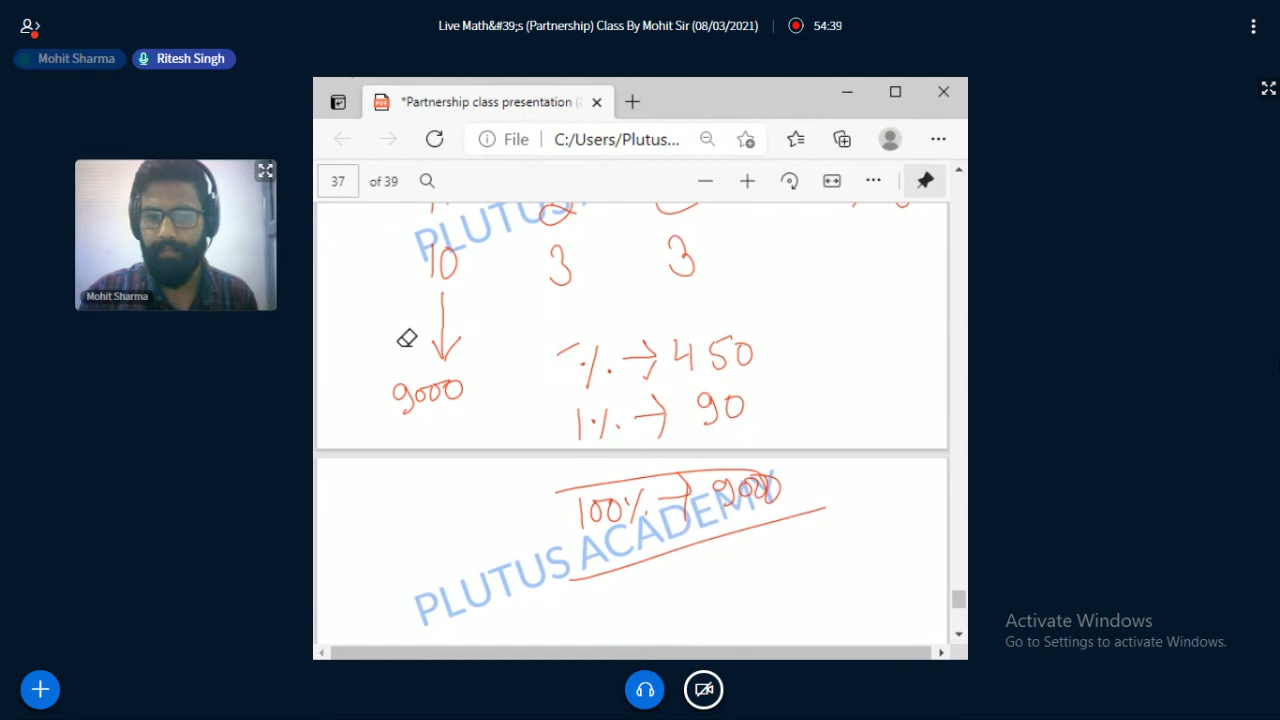 Live Math&#39;s (Partnership) Class By Mohit Sir (08/03/2021)
54:39
Mohit Sharma
Ritesh Singh
*Partnership class presentation (
File
C:/Users/Plutus...
37
of 39
PLUTUS
10 3 3
9000
% → 450
1% → 90
100% → 9000
PLUTUS ACADEMY
Mohit Sharma
Activate Windows
Go to Settings to activate Windows.